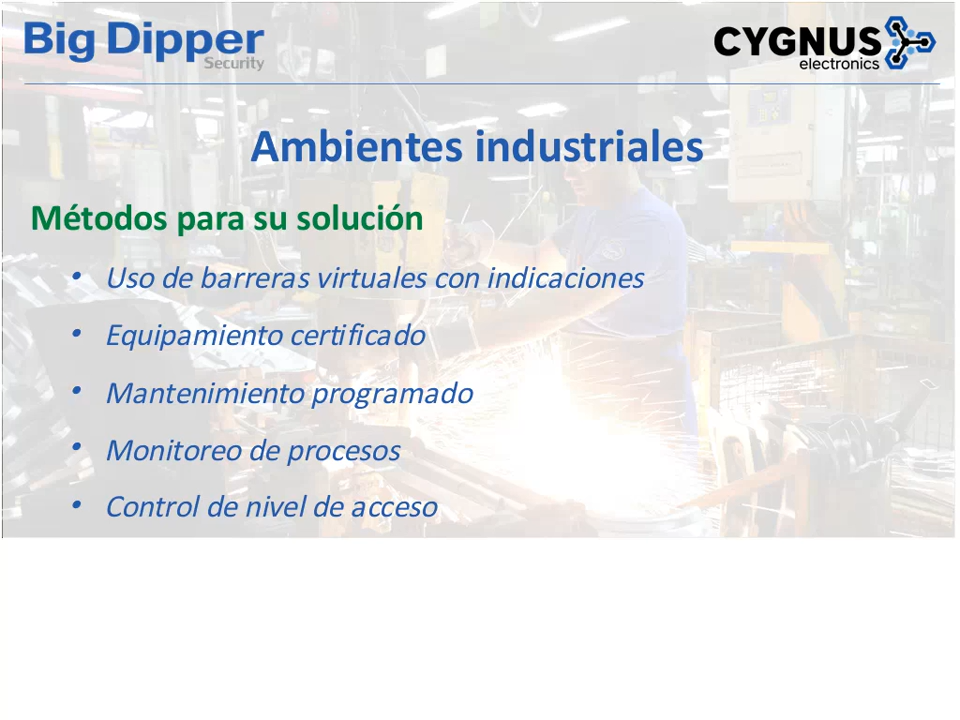 Big Dipper
Security
CYGNUS
electronics
Ambientes industriales
Métodos para su solución
• Uso de barreras virtuales con indicaciones
• Equipamiento certificado
• Mantenimiento programado
• Monitoreo de procesos
• Control de nivel de acceso